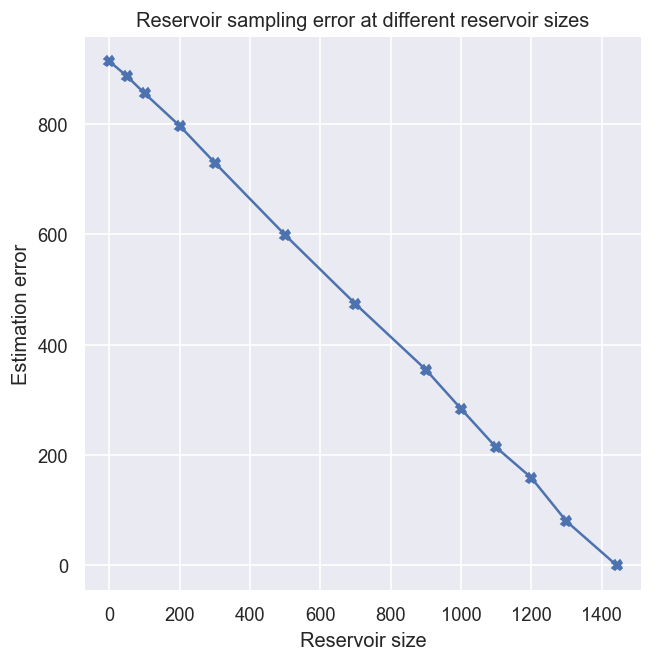 Reservoir sampling error at different reservoir sizes
Estimation error
800
600
400
200
0
0 200 400 600 800 1000 1200 1400
Reservoir size